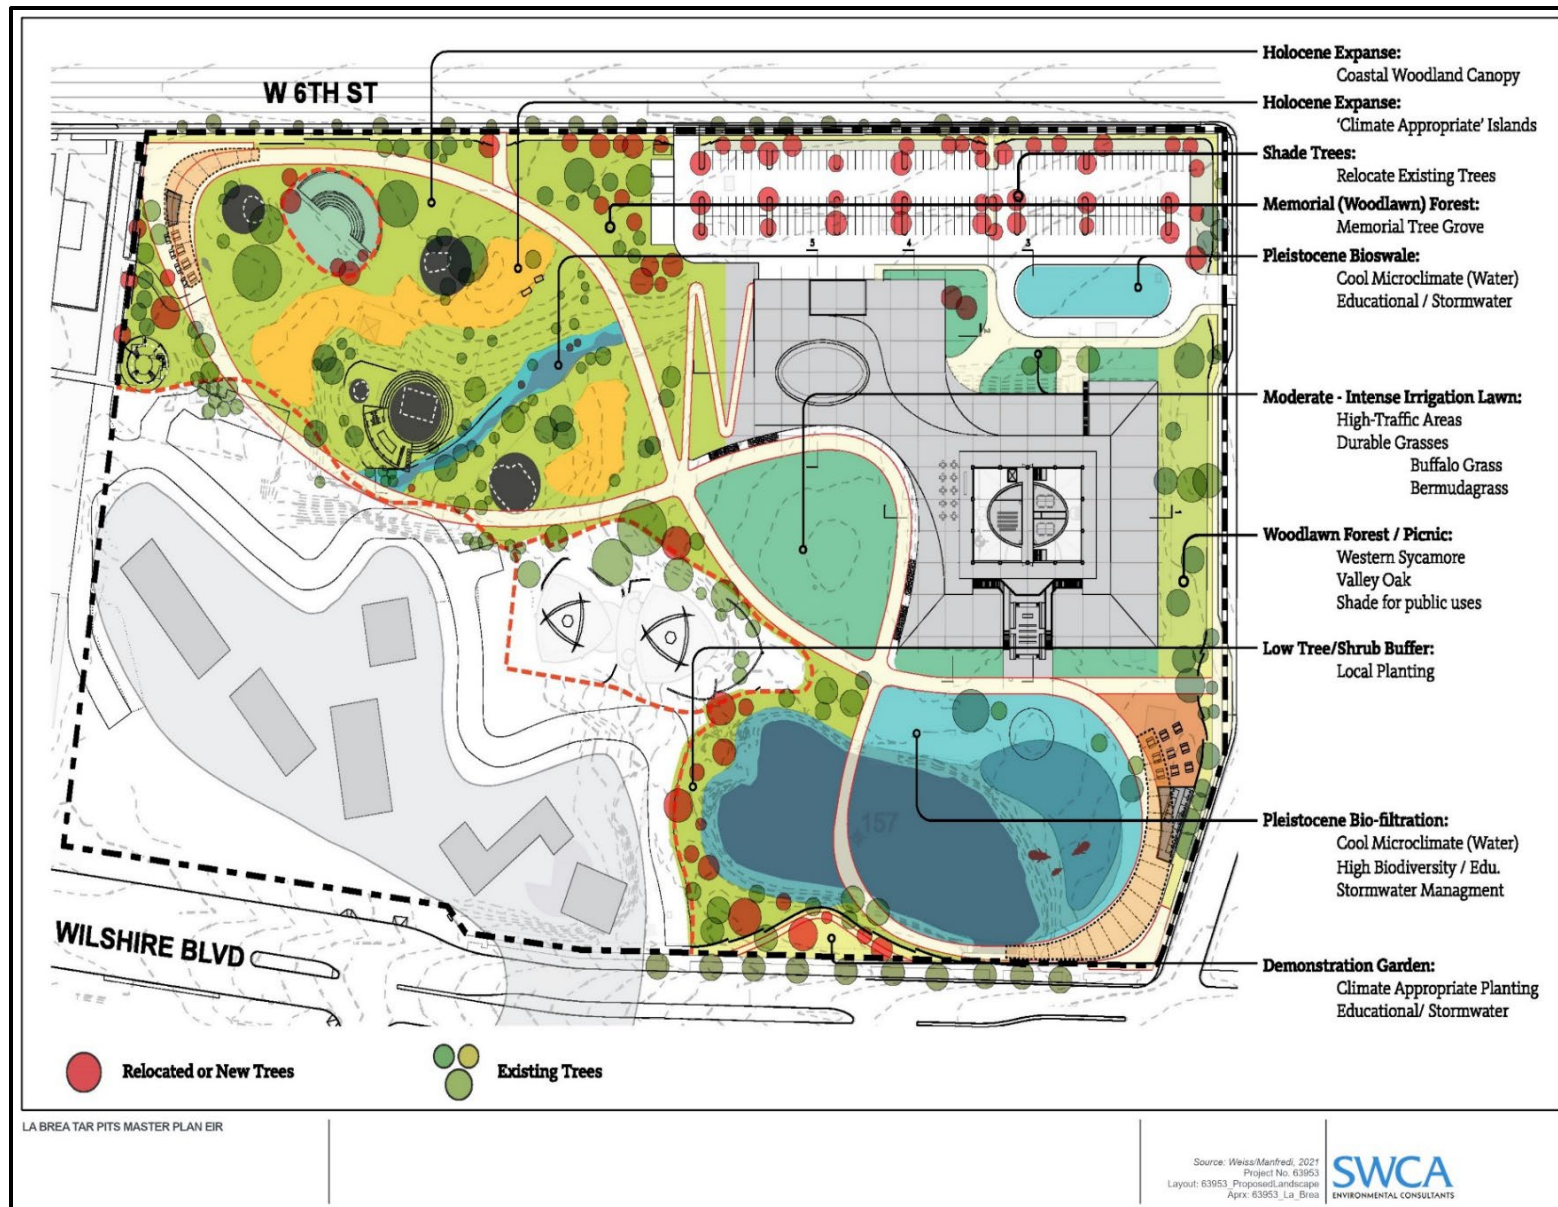 W 6TH ST
Holocene Expanse:
Coastal Woodland Canopy
Holocene Expanse:
'Climate Appropriate' Islands
Shade Trees:
Relocate Existing Trees
Memorial (Woodlawn) Forest:
Memorial Tree Grove
Pleistocene Bioswale:
Cool Microclimate (Water)
Educational / Stormwater
Moderate - Intense Irrigation Lawn:
High-Traffic Areas
Durable Grasses
Buffalo Grass
Bermudagrass
Woodlawn Forest / Picnic:
Western Sycamore
Valley Oak
Shade for public uses
Low Tree/Shrub Buffer:
Local Planting
Pleistocene Bio-filtration:
Cool Microclimate (Water)
High Biodiversity / Edu.
Stormwater Managment
Demonstration Garden:
Climate Appropriate Planting
Educational/ Stormwater
5 4 3
1
157
WILSHIRE BLVD
Relocated or New Trees
Existing Trees
LA BREA TAR PITS MASTER PLAN EIR
Source: Weiss/Manfredi, 2021
Project No. 63953
Layout: 63953_ProposedLandscape
Aprx: 63953_La_Brea
SWCA
ENVIRONMENTAL CONSULTANTS